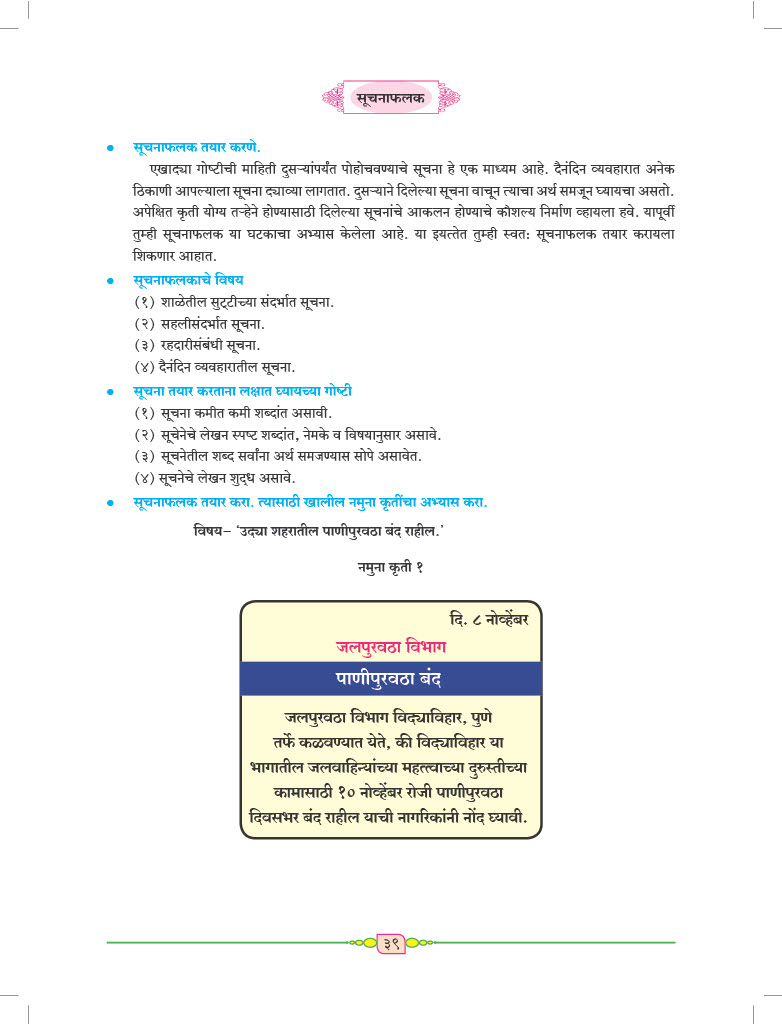 सूचनाफलक
• सूचनाफलक तयार करणे.
एखाद्या गोष्टीची माहिती दुसऱ्यांपर्यंत पोहोचवण्याचे सूचना हे एक माध्यम आहे. दैनंदिन व्यवहारात अनेक
ठिकाणी आपल्याला सूचना द्याव्या लागतात. दुसऱ्याने दिलेल्या सूचना वाचून त्याचा अर्थ समजून घ्यायचा असतो.
अपेक्षित कृती योग्य तऱ्हेने होण्यासाठी दिलेल्या सूचनांचे आकलन होण्याचे कौशल्य निर्माण व्हायला हवे. यापूर्वी
तुम्ही सूचनाफलक या घटकाचा अभ्यास केलेला आहे. या इयत्तेत तुम्ही स्वत: सूचनाफलक तयार करायला
शिकणार आहात.
• सूचनाफलकाचे विषय
(१) शाळेतील सुट्टीच्या संदर्भात सूचना.
(२) सहलीसंदर्भात सूचना.
(३) रहदारीसंबंधी सूचना.
(४) दैनंदिन व्यवहारातील सूचना.
• सूचना तयार करताना लक्षात घ्यायच्या गोष्टी
(१) सूचना कमीत कमी शब्दांत असावी.
(२) सूचेनेचे लेखन स्पष्ट शब्दांत, नेमके व विषयानुसार असावे.
(३) सूचनेतील शब्द सर्वांना अर्थ समजण्यास सोपे असावेत.
(४) सूचनेचे लेखन शुद्ध असावे.
• सूचनाफलक तयार करा. त्यासाठी खालील नमुना कृतींचा अभ्यास करा.
विषय– ‘उद्या शहरातील पाणीपुरवठा बंद राहील.’
नमुना कृती १
दि. ८ नोव्हेंबर
जलपुरवठा विभाग
पाणीपुरवठा बंद
जलपुरवठा विभाग विद्याविहार, पुणे
तर्फे कळवण्यात येते, की विद्याविहार या
भागातील जलवाहिन्यांच्या महत्त्वाच्या दुरुस्तीच्या
कामासाठी १० नोव्हेंबर रोजी पाणीपुरवठा
दिवसभर बंद राहील याची नागरिकांनी नोंद घ्यावी.
३९